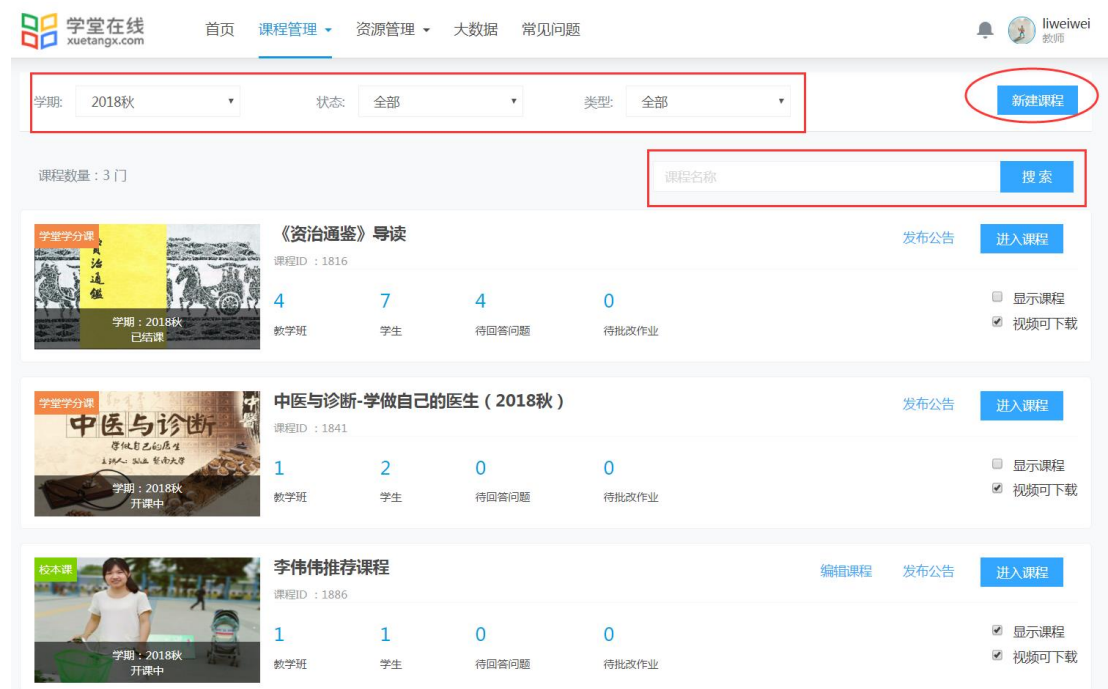 学堂在线
xuetangx.com
首页 课程管理 资源管理 大数据 常见问题
liweiwei
教师
学期: 2018秋 状态: 全部 类型: 全部 新建课程
课程数量：3 门 课程名称 搜 索
学堂学分课
资治通鑑
学期：2018秋
已结课
《资治通鉴》导读 发布公告 进入课程
课程ID ：1816
4 7 4 0 显示课程
教学班 学生 待回答问题 待批改作业 视频可下载
学堂学分课
中医与诊断
学做自己的医生
学期：2018秋
开课中
中医与诊断-学做自己的医生（2018秋） 发布公告 进入课程
课程ID ：1841
1 2 0 0 显示课程
教学班 学生 待回答问题 待批改作业 视频可下载
校本课
学期：2018秋
开课中
李伟伟推荐课程 编辑课程 发布公告 进入课程
课程ID ：1886
1 1 0 0 显示课程
教学班 学生 待回答问题 待批改作业 视频可下载